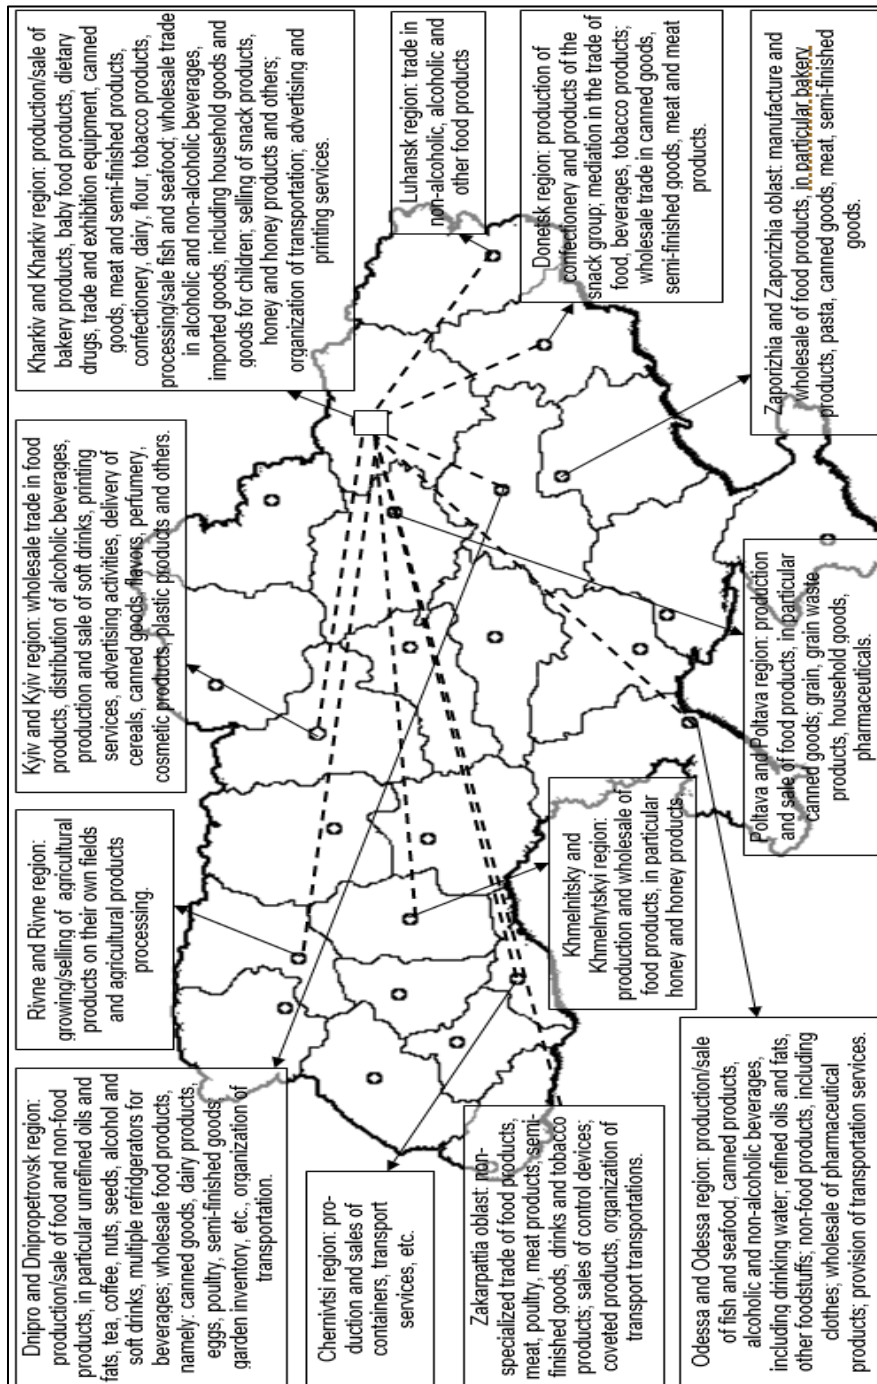 Dnipro and Dnipropetrovsk region:
production/sale of food and non-food
products, in particular unrefined oils and
fats, tea, coffee, nuts, seeds, alcohol and
soft drinks, multiple refridgerators for
beverages; wholesale food products,
namely: canned goods, dairy products,
eggs, poultry, semi-finished goods,
garden inventory, etc., organization of
transportation.
Rivne and Rivne region:
growing/selling of agricultural
products on their own fields
and agricultural products
processing.
Kyiv and Kyiv region: wholesale trade in food
products, distribution of alcoholic beverages,
production and sale of soft drinks, printing
services, advertising activities, delivery of
cereals, canned goods, flavors, perfumery,
cosmetic products, plastic products and others.
Kharkiv and Kharkiv region: production/sale of
bakery products, baby food products, dietary
drugs, trade and exhibition equipment, canned
goods, meat and semi-finished products,
confectionery, dairy, flour, tobacco products,
processing/sale fish and seafood; wholesale trade
in alcoholic and non-alcoholic beverages,
imported goods, including household goods and
goods for children; selling of snack products,
honey and honey products and others;
organization of transportation; advertising and
printing services.
Chernivtsi region: pro-
duction and sales of
containers, transport
services, etc.
Luhansk region: trade in
non-alcoholic, alcoholic and
other food products
Zakarpattia oblast: non-
specialized trade of food products,
meat, poultry, meat products; semi-
finished goods, drinks and tobacco
products; sales of control devices;
coveted products, organization of
transport transportations.
Khmelnitsky and
Khmelnytskyi region:
production and wholesale of
food products, in particular
honey and honey products
Donetsk region: production of
confectionery and products of the
snack group; mediation in the trade of
food, beverages, tobacco products;
wholesale trade in canned goods,
semi-finished goods, meat and meat
products.
Odessa and Odessa region: production/sale
of fish and seafood, canned products,
alcoholic and non-alcoholic beverages,
including drinking water; refined oils and fats,
other foodstuffs; non-food products, including
clothes; wholesale of pharmaceutical
products; provision of transportation services.
Poltava and Poltava region: production
and sale of food products, in particular
canned goods; grain, grain waste
products, household goods,
pharmaceuticals.
Zaporizhia and Zaporizhia oblast: manufacture and
wholesale of food products, in particular bakery
products, pasta, canned goods, meat, semi-finished
goods.